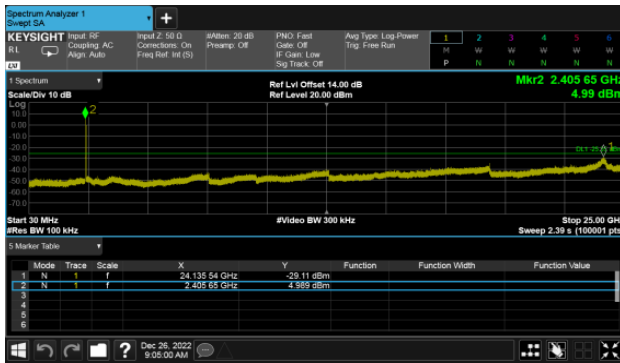 Spectrum Analyzer 1
Swept SA
+
KEYSIGHT Input: RF Input Z: 50 Ω #Atten: 20 dB PNO: Fast Avg Type: Log-Power 1 2 3 4 5 6
RL Coupling: AC Corrections: On Preamp: Off Gate: Off Trig: Free Run M W W W W W
Align: Auto Freq Ref: Int (S) IF Gain: Low P N N N N N
LXI Sig Track: Off
1 Spectrum Ref Lvl Offset 14.00 dB Mkr2 2.405 65 GHz
Scale/Div 10 dB Ref Level 20.00 dBm 4.99 dBm
Log
10.0 2
0.00
-10.0
-20.0 1
-30.0
-40.0
-50.0
-60.0
-70.0
Start 30 MHz #Video BW 300 kHz Stop 25.00 GH
#Res BW 100 kHz Sweep 2.39 s (100001 pts
5 Marker Table
Mode Trace Scale X Y Function Function Width Function Value
1 N 1 f 24.135 54 GHz -29.11 dBm
2 N 1 f 2.405 65 GHz 4.989 dBm
3
4
5
6
? Dec 26, 2022
9:05:00 AM